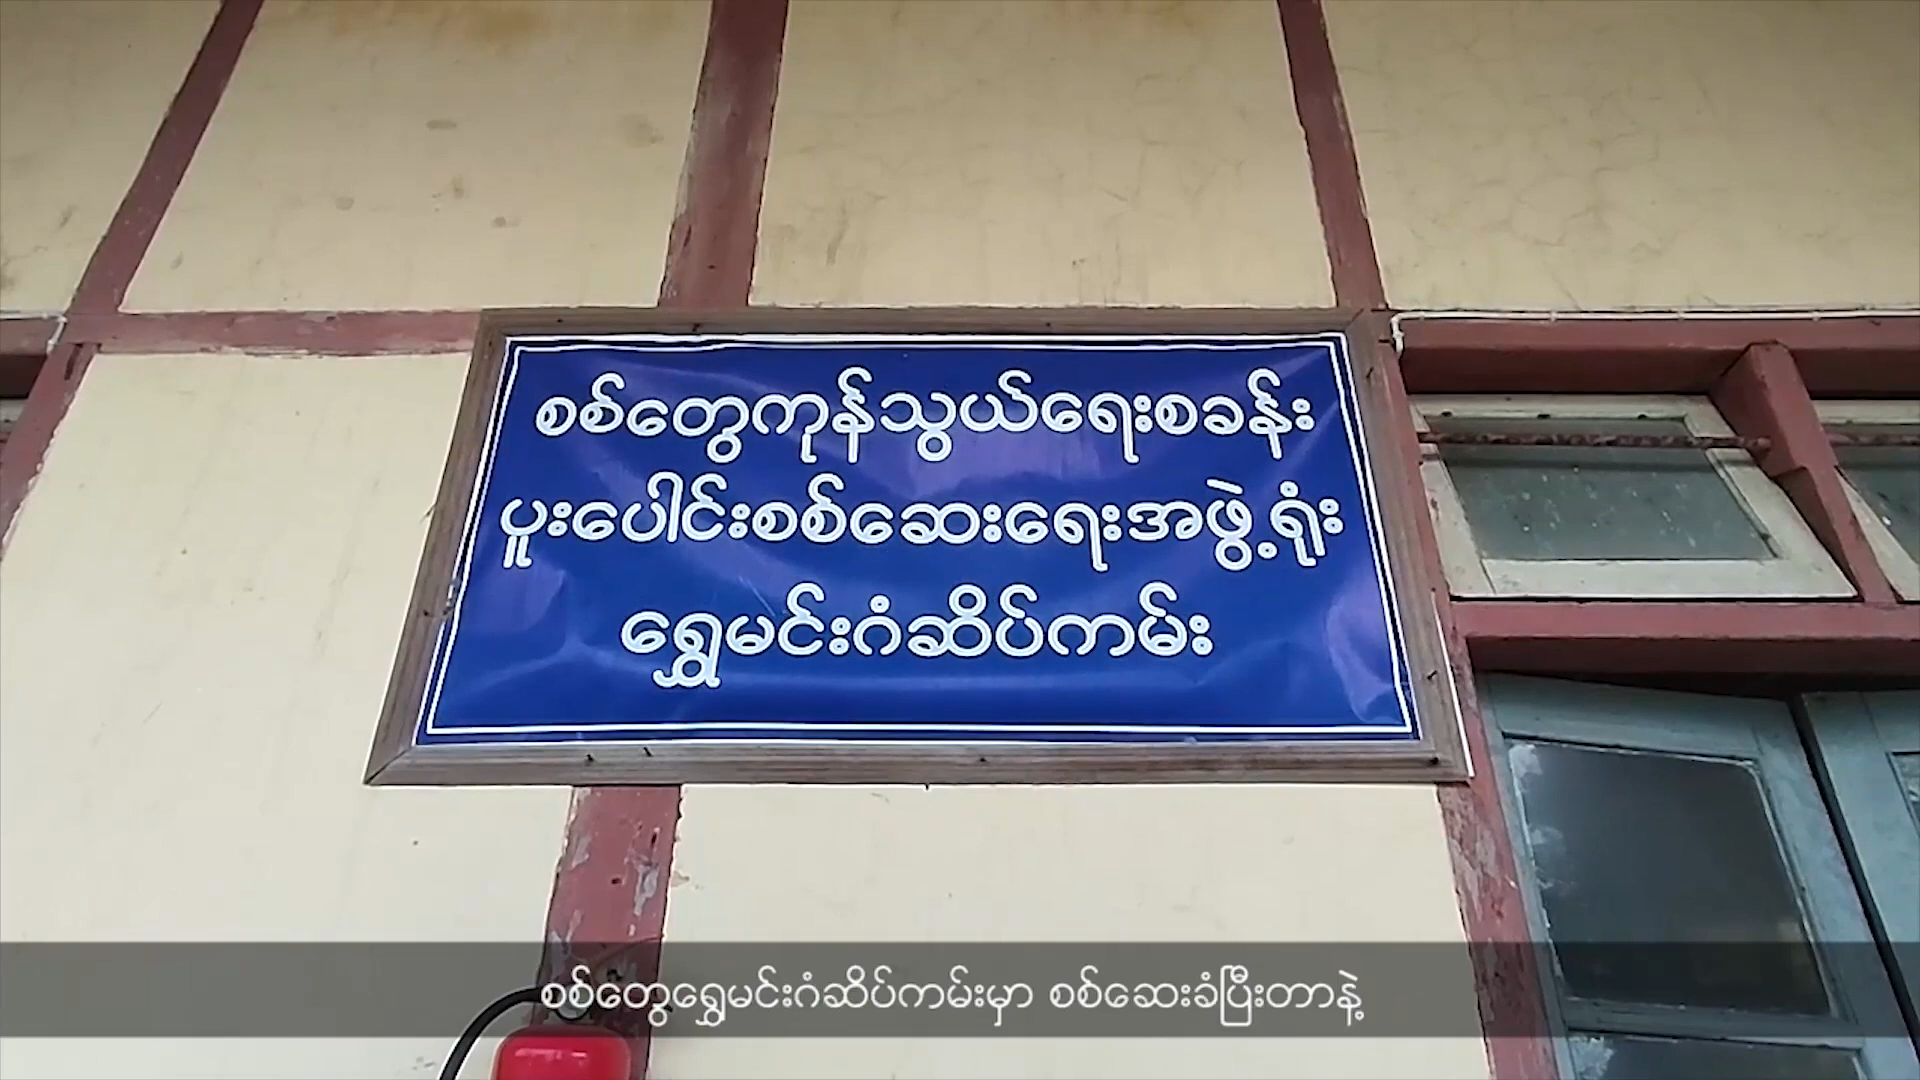 စစ်တွေကုန်သွယ်ရေးစခန်း
ပူးပေါင်းစစ်ဆေးရေးအဖွဲ့ရုံး
ရွှေမင်းဂံဆိပ်ကမ်း
စစ်တွေရွှေမင်းဂံဆိပ်ကမ်းမှာ စစ်ဆေးခံပြီးတာနဲ့